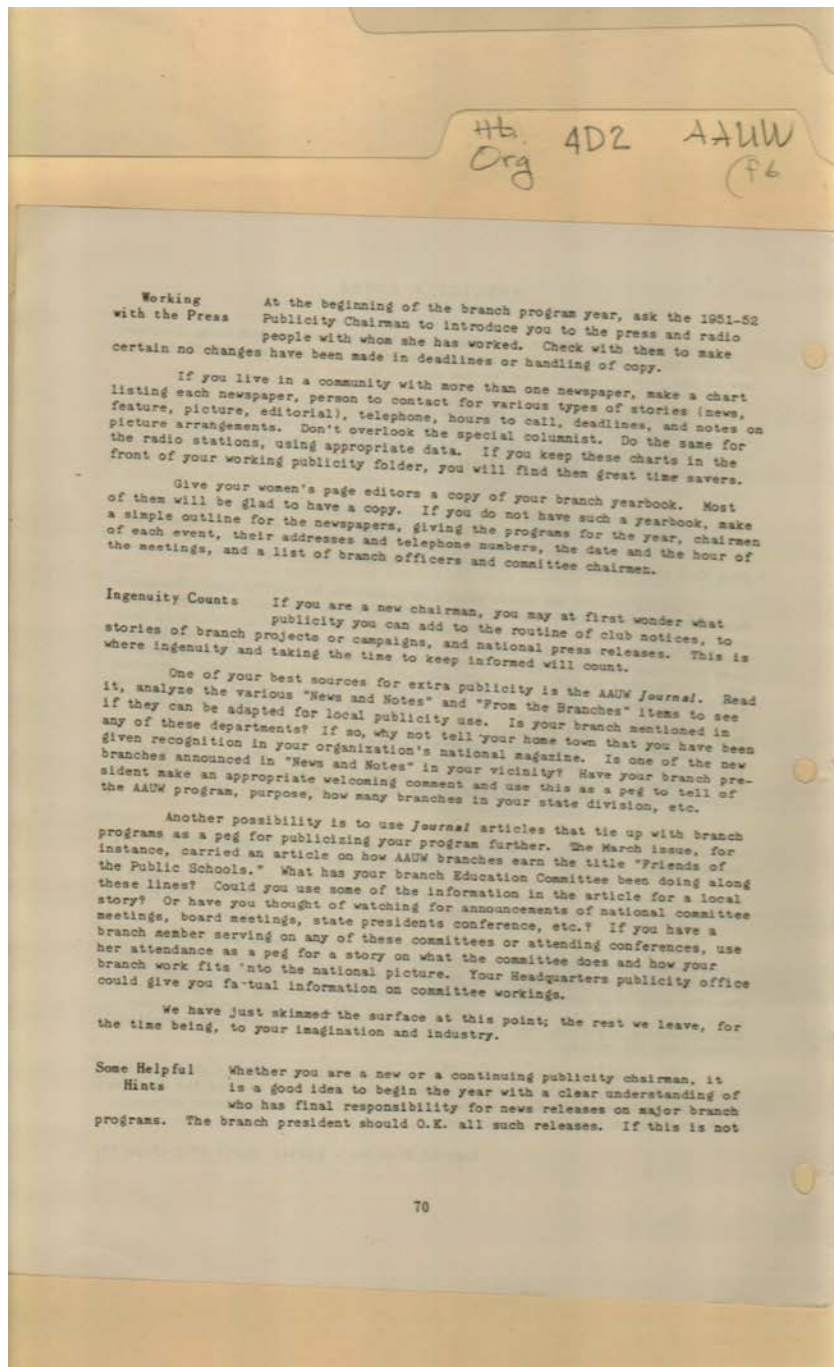 Hb. 4D2 AAUW
Org (f6
Working At the beginning of the branch program year, ask the 1951-52
with the Press Publicity Chairman to introduce you to the press and radio
people with whom she has worked. Check with them to make
certain no changes have been made in deadlines or handling of copy.
If you live in a community with more than one newspaper, make a chart
listing each newspaper, person to contact for various types of stories (news,
feature, picture, editorial), telephone, hours to call, deadlines, and notes on
picture arrangements. Don't overlook the special columnist. Do the same for
the radio stations, using appropriate data. If you keep these charts in the
front of your working publicity folder, you will find them great time savers.
Give your women's page editors a copy of your branch yearbook. Most
of them will be glad to have a copy. If you do not have such a yearbook, make
a simple outline for the newspapers, giving the programs for the year, chairmen
of each event, their addresses and telephone numbers, the date and the hour of
the meetings, and a list of branch officers and committee chairmen.
Ingenuity Counts If you are a new chairman, you may at first wonder what
publicity you can add to the routine of club notices, to
stories of branch projects or campaigns, and national press releases. This is
where ingenuity and taking the time to keep informed will count.
One of your best sources for extra publicity is the AAUW Journal. Read
it, analyze the various "News and Notes" and "From the Branches" items to see
if they can be adapted for local publicity use. Is your branch mentioned in
any of these departments? If so, why not tell your home town that you have been
given recognition in your organization's national magazine. Is one of the new
branches announced in "News and Notes" in your vicinity? Have your branch pre-
sident make an appropriate welcoming comment and use this as a peg to tell of
the AAUW program, purpose, how many branches in your state division, etc.
Another possibility is to use Journal articles that tie up with branch
programs as a peg for publicizing your program further. The March issue, for
instance, carried an article on how AAUW branches earn the title "Friends of
the Public Schools." What has your branch Education Committee been doing along
these lines? Could you use some of the information in the article for a local
story? Or have you thought of watching for announcements of national committee
meetings, board meetings, state presidents conference, etc.? If you have a
branch member serving on any of these committees or attending conferences, use
her attendance as a peg for a story on what the committee does and how your
branch work fits 'nto the national picture. Your Headquarters publicity office
could give you fa-tual information on committee workings.
We have just skimmed the surface at this point; the rest we leave, for
the time being, to your imagination and industry.
Some Helpful Whether you are a new or a continuing publicity chairman, it
Hints is a good idea to begin the year with a clear understanding of
who has final responsibility for news releases on major branch
programs. The branch president should O.K. all such releases. If this is not
70